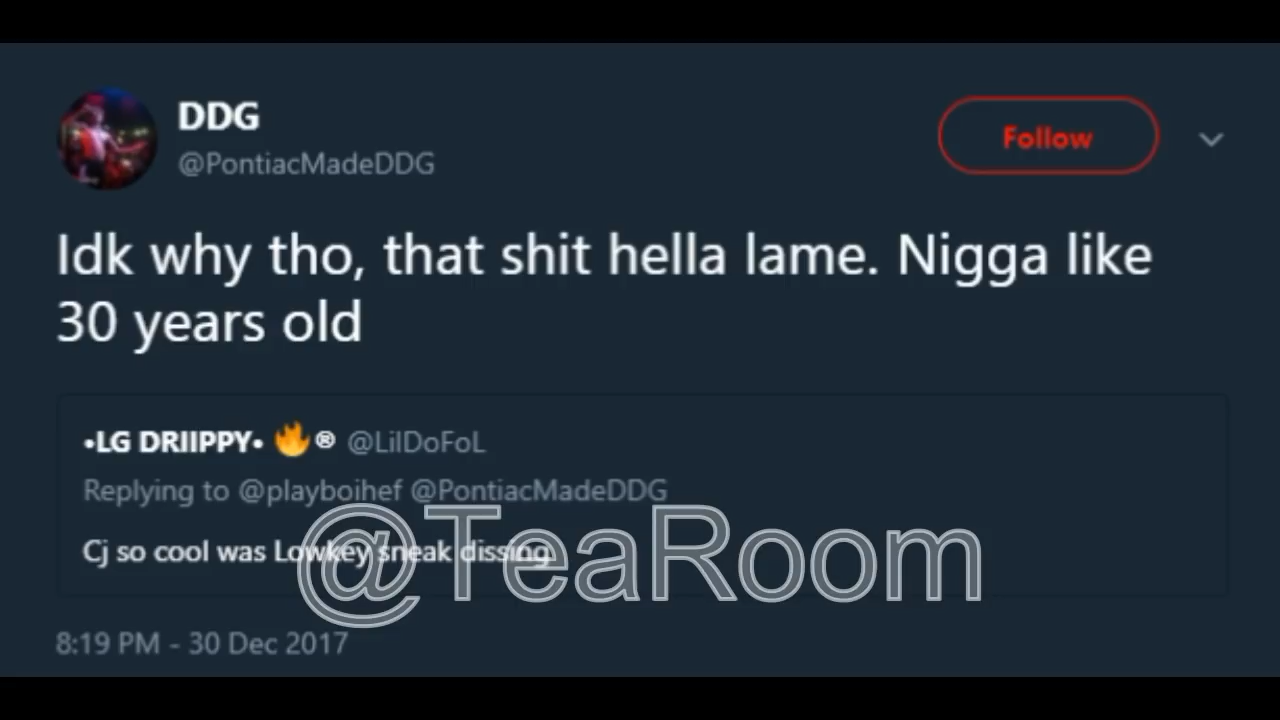 DDG
@PontiacMadeDDG
Follow
Idk why tho, that shit hella lame. Nigga like
30 years old
•LG DRIIPPY• 🔥® @LilDoFoL
Replying to @playboihef @PontiacMadeDDG
Cj so cool was Lowkey sneak dissing
@TeaRoom
8:19 PM - 30 Dec 2017